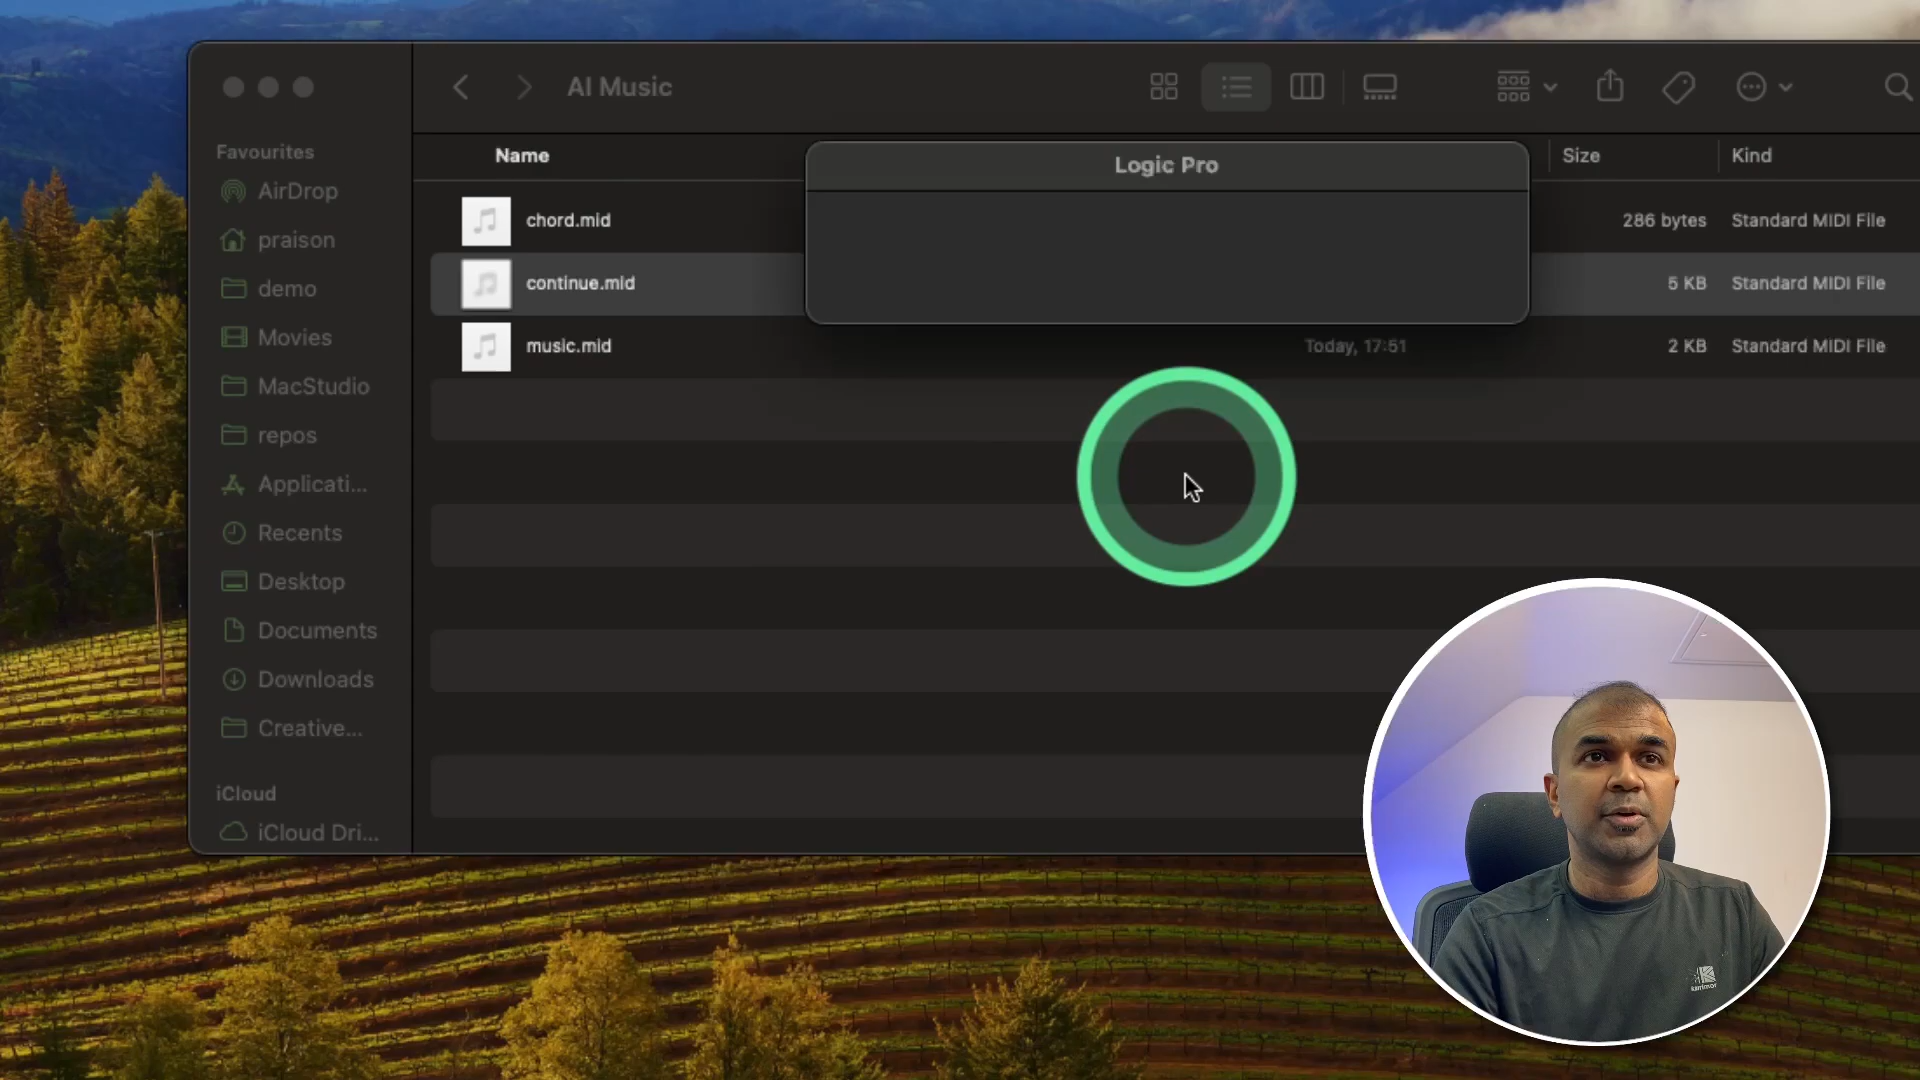 AI Music
Favourites
AirDrop
praison
demo
Movies
MacStudio
repos
Applicati...
Recents
Desktop
Documents
Downloads
Creative...
iCloud
iCloud Dri...
Name
Size
Kind
Logic Pro
chord.mid
286 bytes
Standard MIDI File
continue.mid
5 KB
Standard MIDI File
music.mid
Today, 17:51
2 KB
Standard MIDI File